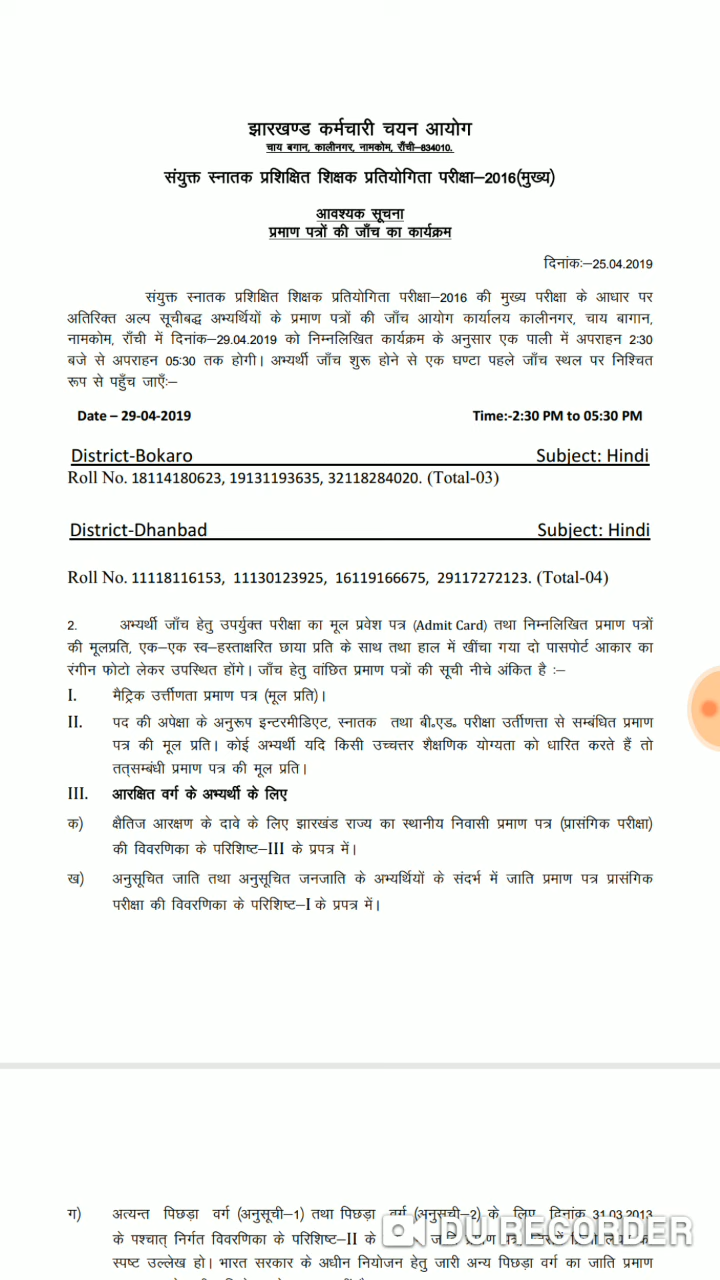 झारखण्ड कर्मचारी चयन आयोग
चाय बगान, कालीनगर, नामकोम, राँची–834010.
संयुक्त स्नातक प्रशिक्षित शिक्षक प्रतियोगिता परीक्षा–2016(मुख्य)
आवश्यक सूचना
प्रमाण पत्रों की जाँच का कार्यक्रम
दिनांकः–25.04.2019
संयुक्त स्नातक प्रशिक्षित शिक्षक प्रतियोगिता परीक्षा–2016 की मुख्य परीक्षा के आधार पर
अतिरिक्त अल्प सूचीबद्ध अभ्यर्थियों के प्रमाण पत्रों की जाँच आयोग कार्यालय कालीनगर, चाय बागान,
नामकोम, राँची में दिनांक–29.04.2019 को निम्नलिखित कार्यक्रम के अनुसार एक पाली में अपराहन 2:30
बजे से अपराहन 05:30 तक होगी। अभ्यर्थी जाँच शुरू होने से एक घण्टा पहले जाँच स्थल पर निश्चित
रूप से पहुँच जाएँ:–
Date – 29-04-2019 Time:-2:30 PM to 05:30 PM
District-Bokaro Subject: Hindi
Roll No. 18114180623, 19131193635, 32118284020. (Total-03)
District-Dhanbad Subject: Hindi
Roll No. 11118116153, 11130123925, 16119166675, 29117272123. (Total-04)
2. अभ्यर्थी जाँच हेतु उपर्युक्त परीक्षा का मूल प्रवेश पत्र (Admit Card) तथा निम्नलिखित प्रमाण पत्रों
की मूलप्रति, एक–एक स्व–हस्ताक्षरित छाया प्रति के साथ तथा हाल में खींचा गया दो पासपोर्ट आकार का
रंगीन फोटो लेकर उपस्थित होंगे। जाँच हेतु वांछित प्रमाण पत्रों की सूची नीचे अंकित है :–
I. मैट्रिक उर्त्तीणता प्रमाण पत्र (मूल प्रति)।
II. पद की अपेक्षा के अनुरूप इन्टरमीडिएट, स्नातक तथा बी०एड० परीक्षा उर्तीणत्ता से सम्बंधित प्रमाण
पत्र की मूल प्रति। कोई अभ्यर्थी यदि किसी उच्चत्तर शैक्षणिक योग्यता को धारित करते हैं तो
तत्सम्बंधी प्रमाण पत्र की मूल प्रति।
III. आरक्षित वर्ग के अभ्यर्थी के लिए
क) क्षैतिज आरक्षण के दावे के लिए झारखंड राज्य का स्थानीय निवासी प्रमाण पत्र (प्रासंगिक परीक्षा)
की विवरणिका के परिशिष्ट–III के प्रपत्र में।
ख) अनुसूचित जाति तथा अनुसूचित जनजाति के अभ्यर्थियों के संदर्भ में जाति प्रमाण पत्र प्रासंगिक
परीक्षा की विवरणिका के परिशिष्ट–I के प्रपत्र में।
ग) अत्यन्त पिछड़ा वर्ग (अनुसूची–1) तथा पिछड़ा वर्ग (अनुसूची–2) के लिए दिनांक 31.03.2013
के पश्चात् निर्गत विवरणिका के परिशिष्ट–II के
DU RECORDER
स्पष्ट उल्लेख हो। भारत सरकार के अधीन नियोजन हेतु जारी अन्य पिछड़ा वर्ग का जाति प्रमाण